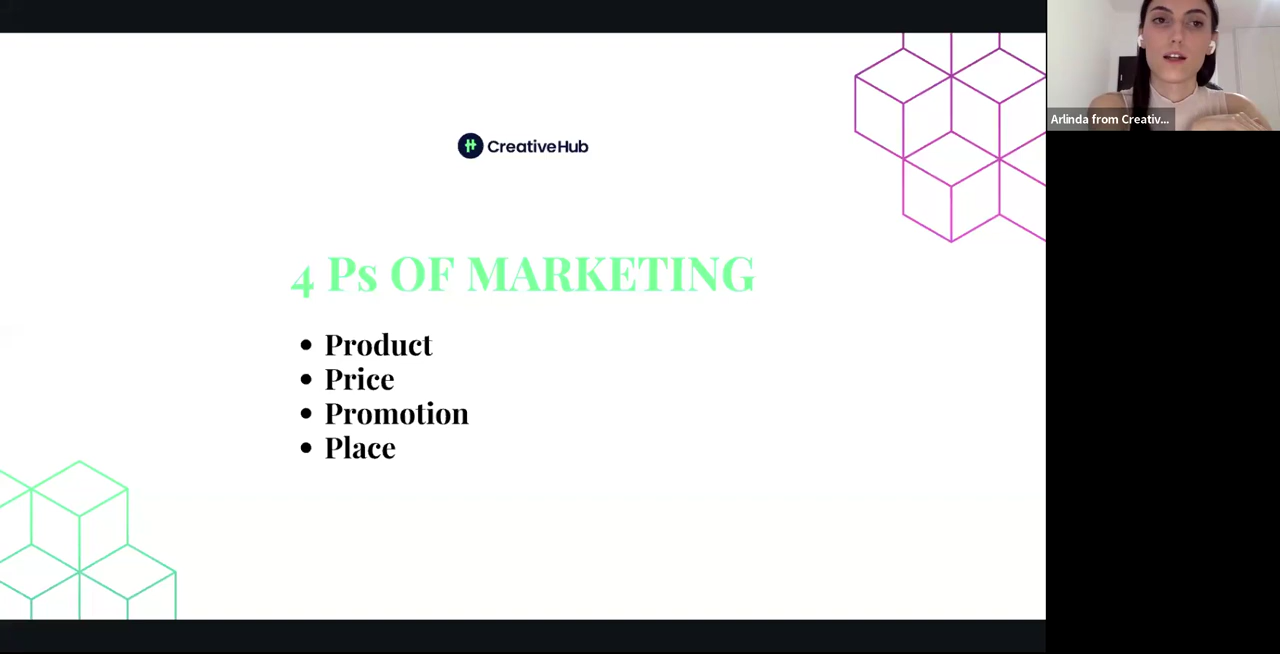 Arlinda from Creativ...
CreativeHub
4 Ps OF MARKETING
• Product
• Price
• Promotion
• Place